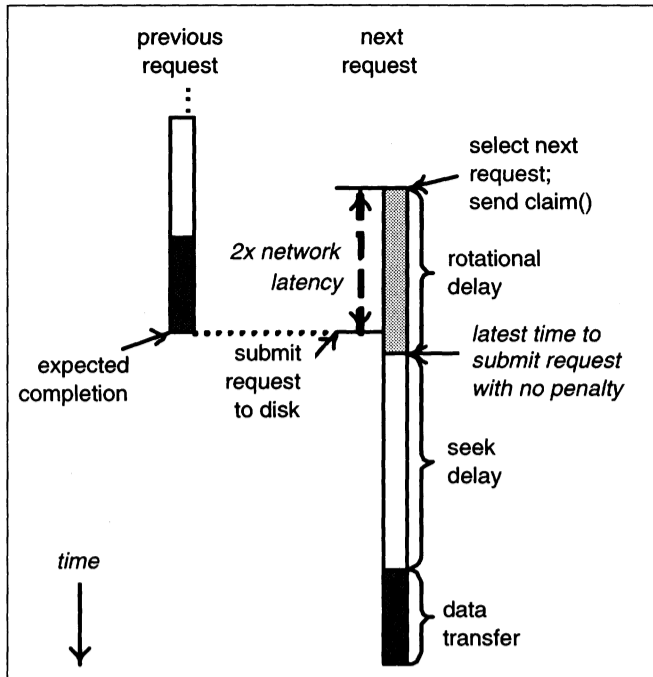 previous
request
next
request
select next
request;
send claim()
2x network
latency
rotational
delay
expected
completion
submit
request
to disk
latest time to
submit request
with no penalty
seek
delay
time
data
transfer